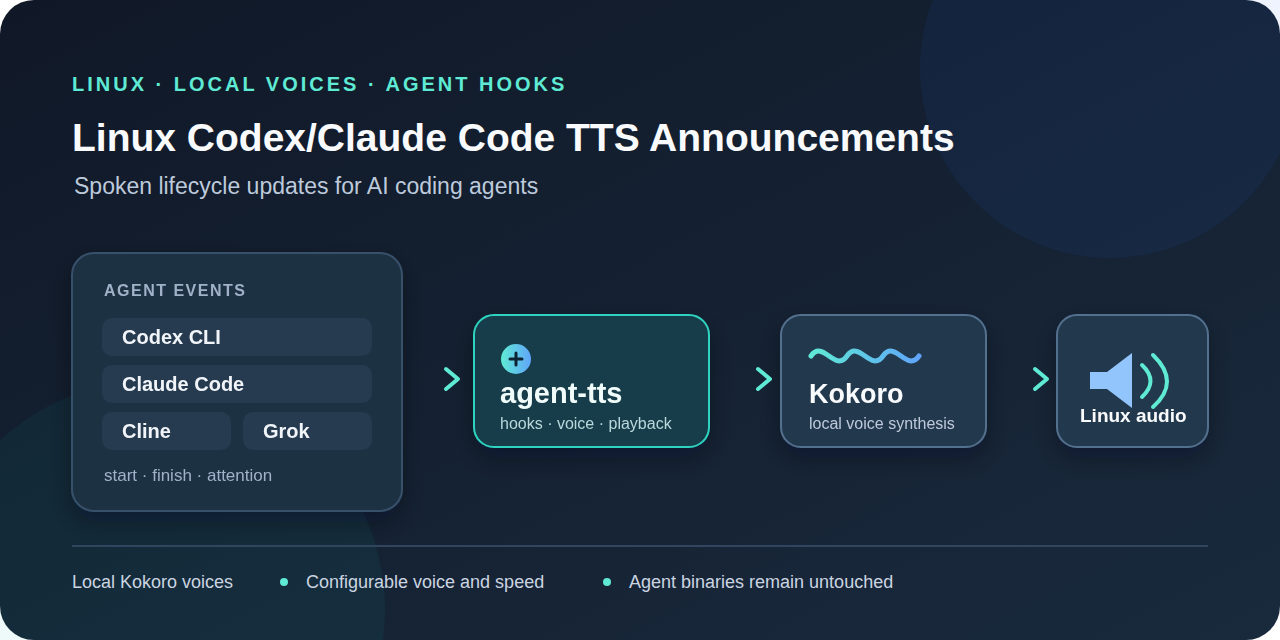 LINUX · LOCAL VOICES · AGENT HOOKS
Linux Codex/Claude Code TTS Announcements
Spoken lifecycle updates for AI coding agents
AGENT EVENTS
Codex CLI
Claude Code
Cline
Grok
start · finish · attention
agent-tts
hooks · voice · playback
Kokoro
local voice synthesis
Linux audio
Local Kokoro voices
Configurable voice and speed
Agent binaries remain untouched